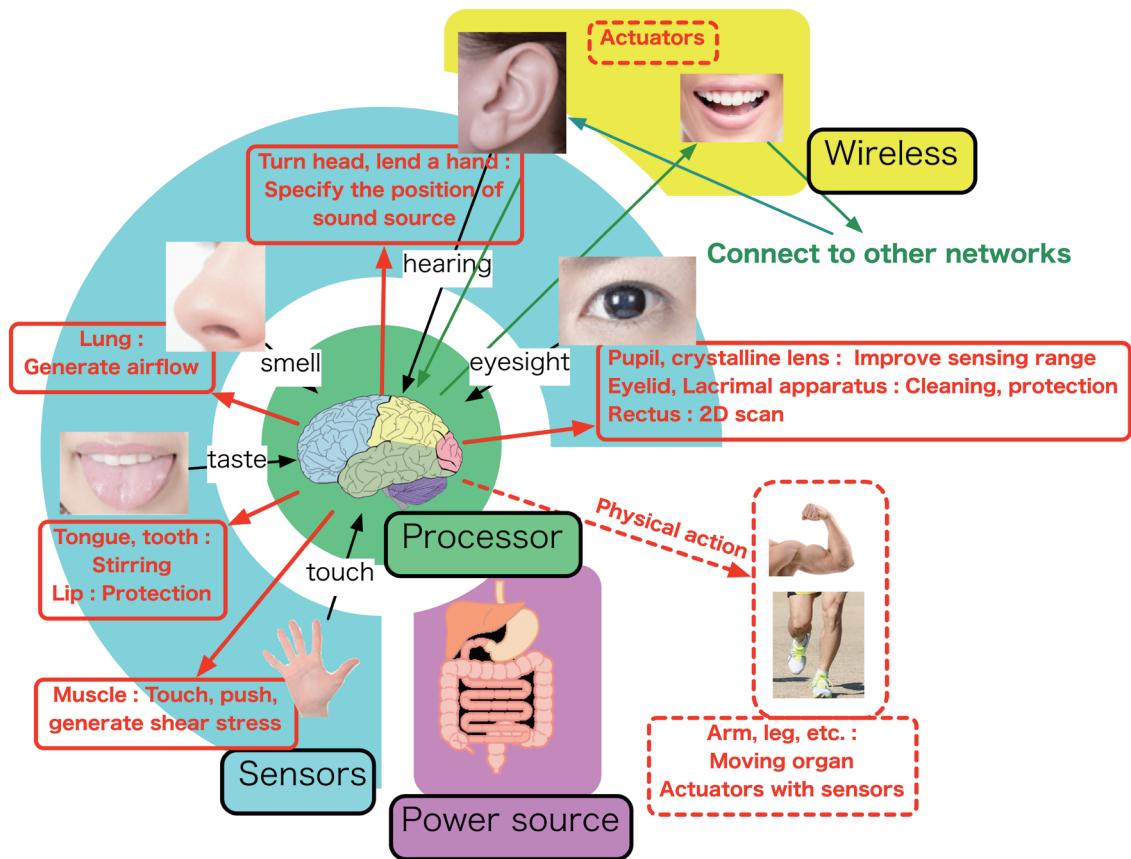 Actuators
Wireless
Turn head, lend a hand :
Specify the position of
sound source
Connect to other networks
hearing
Lung :
Generate airflow
smell
eyesight
Pupil, crystalline lens : Improve sensing range
Eyelid, Lacrimal apparatus : Cleaning, protection
Rectus : 2D scan
taste
Physical action
Tongue, tooth :
Stirring
Lip : Protection
Processor
touch
Muscle : Touch, push,
generate shear stress
Arm, leg, etc. :
Moving organ
Actuators with sensors
Sensors
Power source